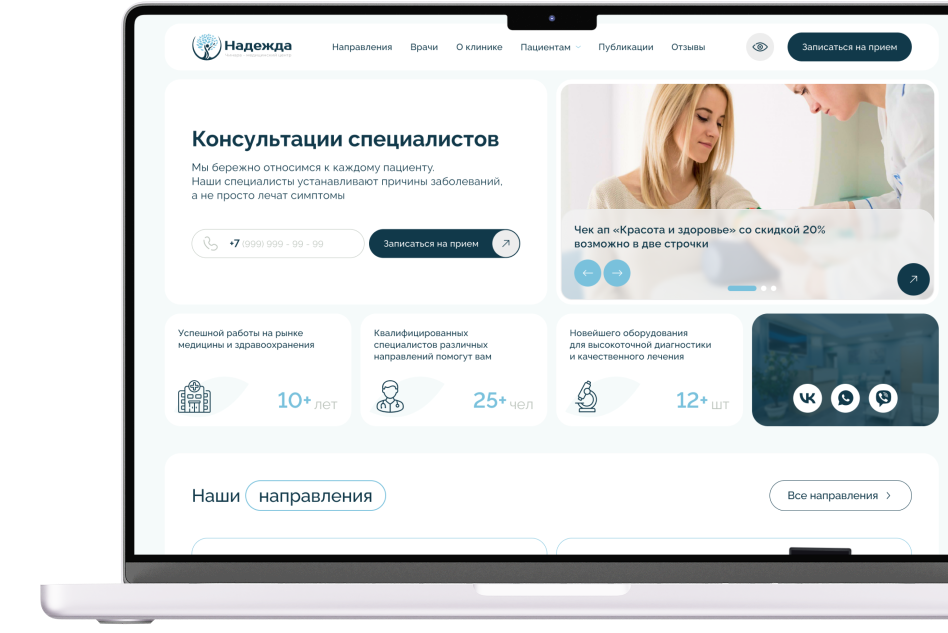 Надежда
Направления
Врачи
О клинике
Пациентам
Публикации
Отзывы
Записаться на прием
Консультации специалистов
Мы бережно относимся к каждому пациенту.
Наши специалисты устанавливают причины заболеваний,
а не просто лечат симптомы
+7 (999) 999 - 99 - 99
Записаться на прием
Чек ап «Красота и здоровье» со скидкой 20%
возможно в две строчки
Успешной работы на рынке
медицины и здравоохранения
10+ лет
Квалифицированных
специалистов различных
направлений помогут вам
25+ чел
Новейшего оборудования
для высокоточной диагностики
и качественного лечения
12+ шт
Наши направления
Все направления